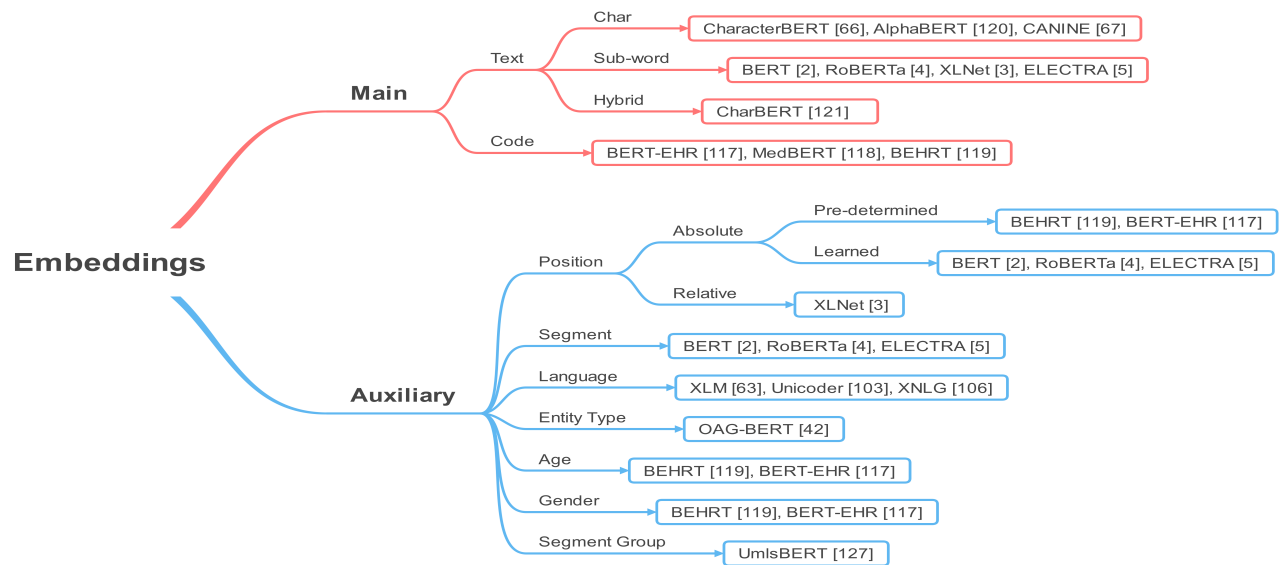 Embeddings
Main
Text
Char
CharacterBERT [66], AlphaBERT [120], CANINE [67]
Sub-word
BERT [2], RoBERTa [4], XLNet [3], ELECTRA [5]
Hybrid
CharBERT [121]
Code
BERT-EHR [117], MedBERT [118], BEHRT [119]
Auxiliary
Position
Absolute
Pre-determined
BEHRT [119], BERT-EHR [117]
Learned
BERT [2], RoBERTa [4], ELECTRA [5]
Relative
XLNet [3]
Segment
BERT [2], RoBERTa [4], ELECTRA [5]
Language
XLM [63], Unicoder [103], XNLG [106]
Entity Type
OAG-BERT [42]
Age
BEHRT [119], BERT-EHR [117]
Gender
BEHRT [119], BERT-EHR [117]
Segment Group
UmlsBERT [127]